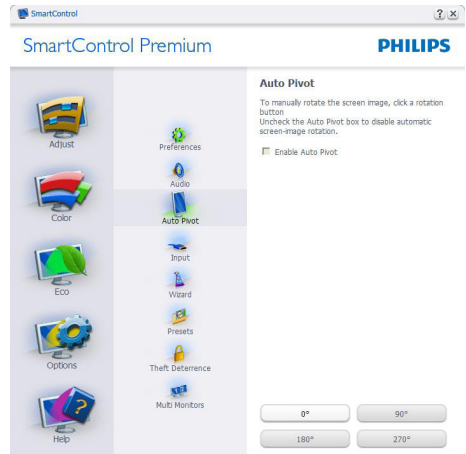 SmartControl
? ×
SmartControl Premium
PHILIPS
Adjust
Color
Eco
Options
Help
Preferences
Audio
Auto Pivot
Input
Wizard
Presets
Theft Deterrence
Multi Monitors
Auto Pivot
To manually rotate the screen image, click a rotation
button
Uncheck the Auto Pivot box to disable automatic
screen-image rotation.
Enable Auto Pivot
0°
90°
180°
270°